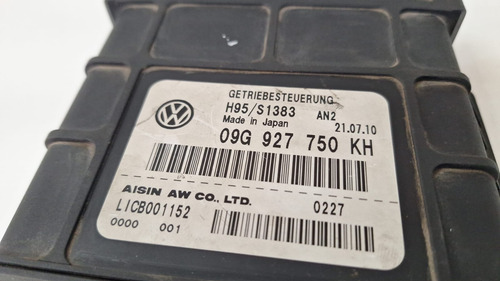 GETRIEBESTEUERUNG
H95/S1383 AN2
Made in Japan 21.07.10
09G 927 750 KH
AISIN AW CO., LTD.
LICB001152 0227
0000 001